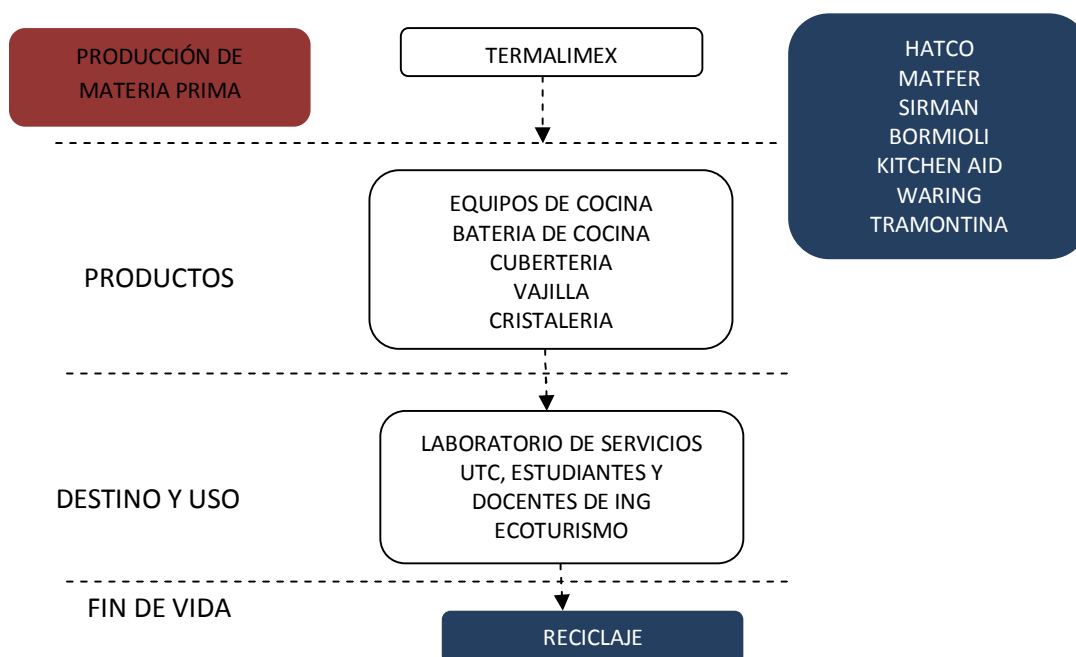 PRODUCCIÓN DE
MATERIA PRIMA
TERMALIMEX
HATCO
MATFER
SIRMAN
BORMIOLI
KITCHEN AID
WARING
TRAMONTINA
PRODUCTOS
EQUIPOS DE COCINA
BATERIA DE COCINA
CUBERTERIA
VAJILLA
CRISTALERIA
DESTINO Y USO
LABORATORIO DE SERVICIOS
UTC, ESTUDIANTES Y
DOCENTES DE ING
ECOTURISMO
FIN DE VIDA
RECICLAJE